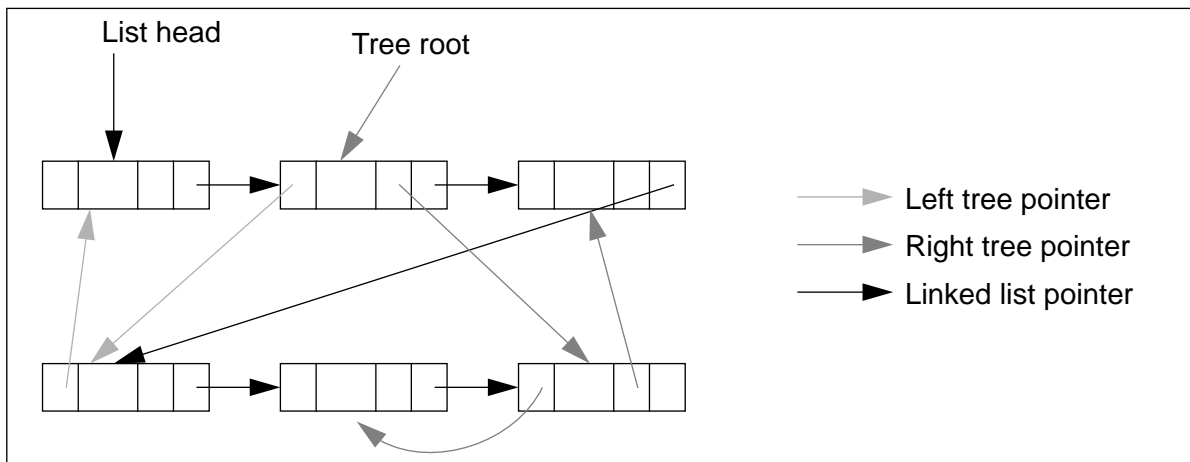 List head
Tree root
Left tree pointer
Right tree pointer
Linked list pointer